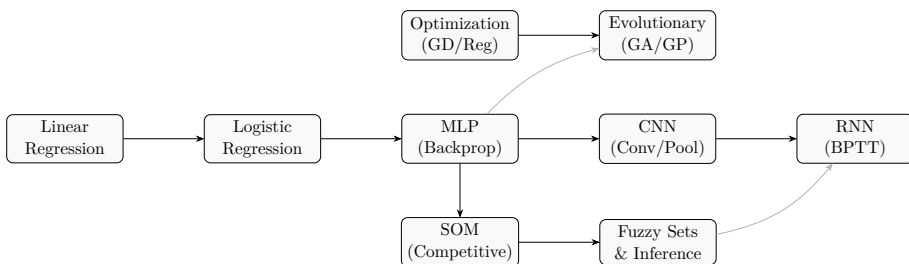 Optimization
(GD/Reg)
Evolutionary
(GA/GP)
Linear
Regression
Logistic
Regression
MLP
(Backprop)
CNN
(Conv/Pool)
RNN
(BPTT)
SOM
(Competitive)
Fuzzy Sets
& Inference